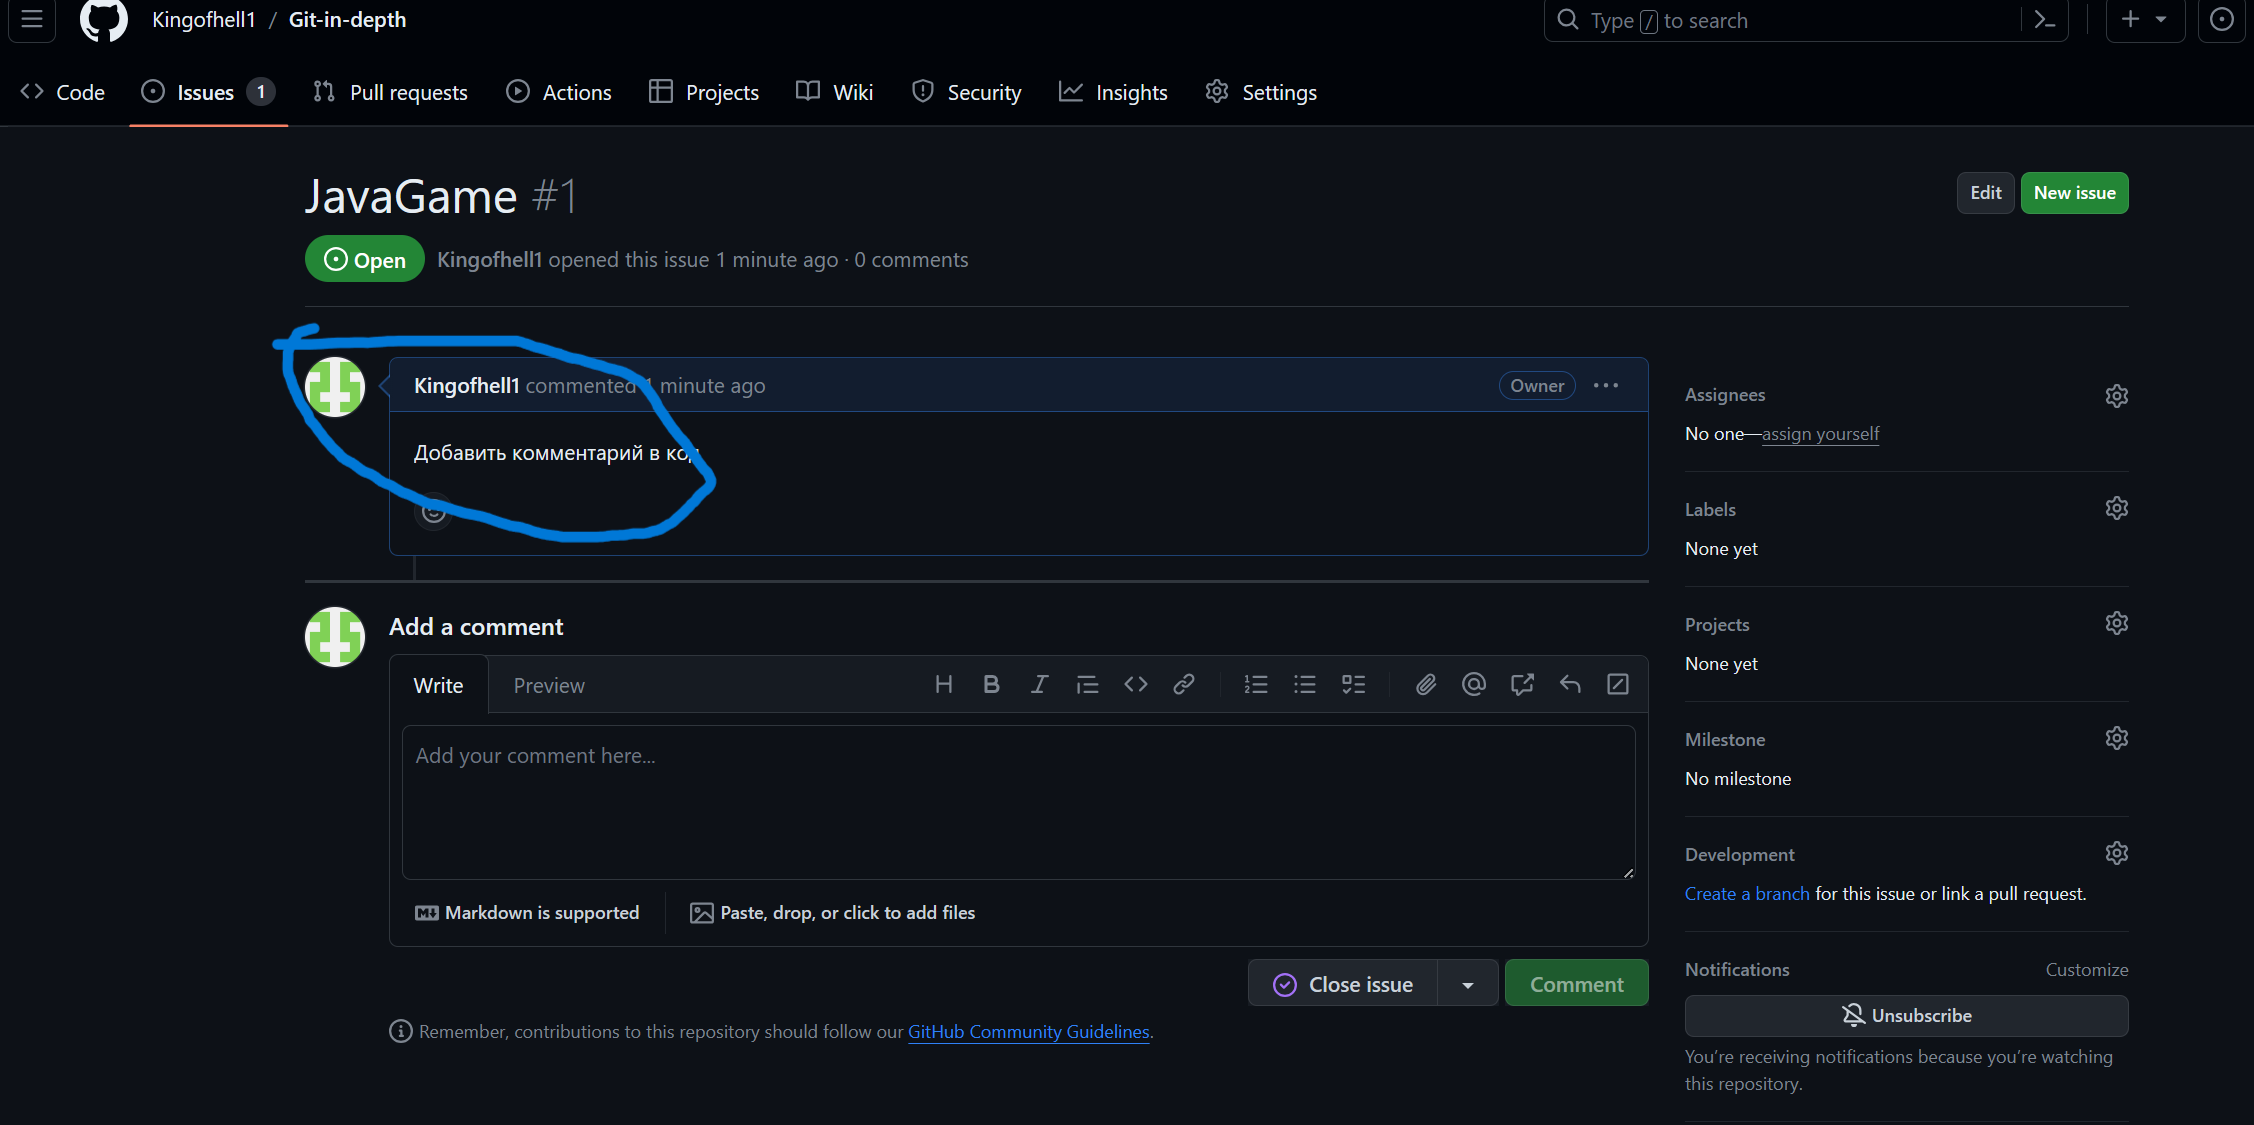 Kingofhell1 / Git-in-depth
Type / to search
Code
Issues 1
Pull requests
Actions
Projects
Wiki
Security
Insights
Settings
JavaGame #1
Edit
New issue
Open
Kingofhell1 opened this issue 1 minute ago · 0 comments
Kingofhell1 commented 1 minute ago
Owner
Добавить комментарий в код
Add a comment
Write
Preview
Add your comment here...
Markdown is supported
Paste, drop, or click to add files
Close issue
Comment
Remember, contributions to this repository should follow our GitHub Community Guidelines.
Assignees
No one—assign yourself
Labels
None yet
Projects
None yet
Milestone
No milestone
Development
Create a branch for this issue or link a pull request.
Notifications
Customize
Unsubscribe
You’re receiving notifications because you’re watching
this repository.